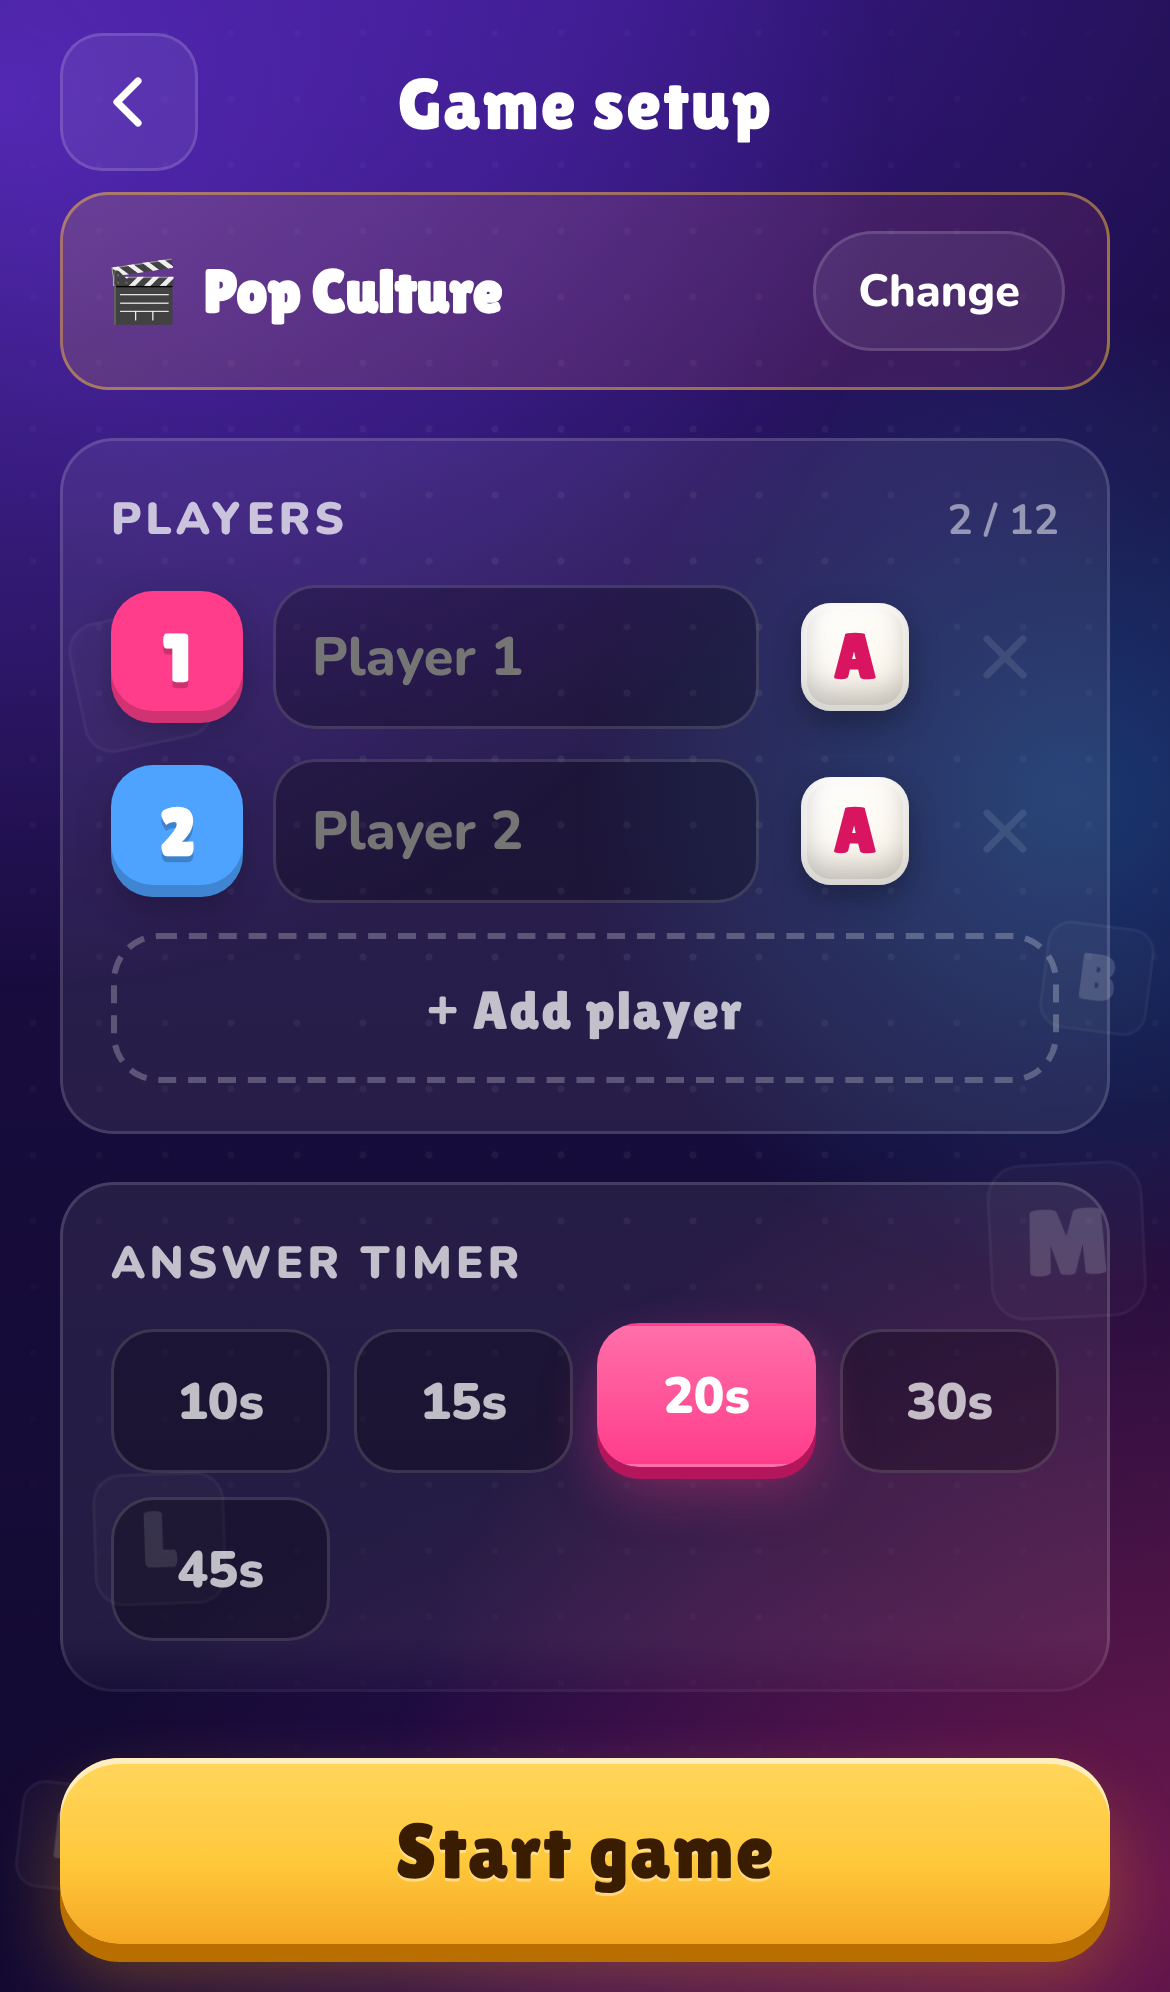 Game setup
Pop Culture
Change
PLAYERS
2 / 12
1
Player 1
A
2
Player 2
A
B
+ Add player
M
ANSWER TIMER
10s
15s
20s
30s
L
45s
Start game